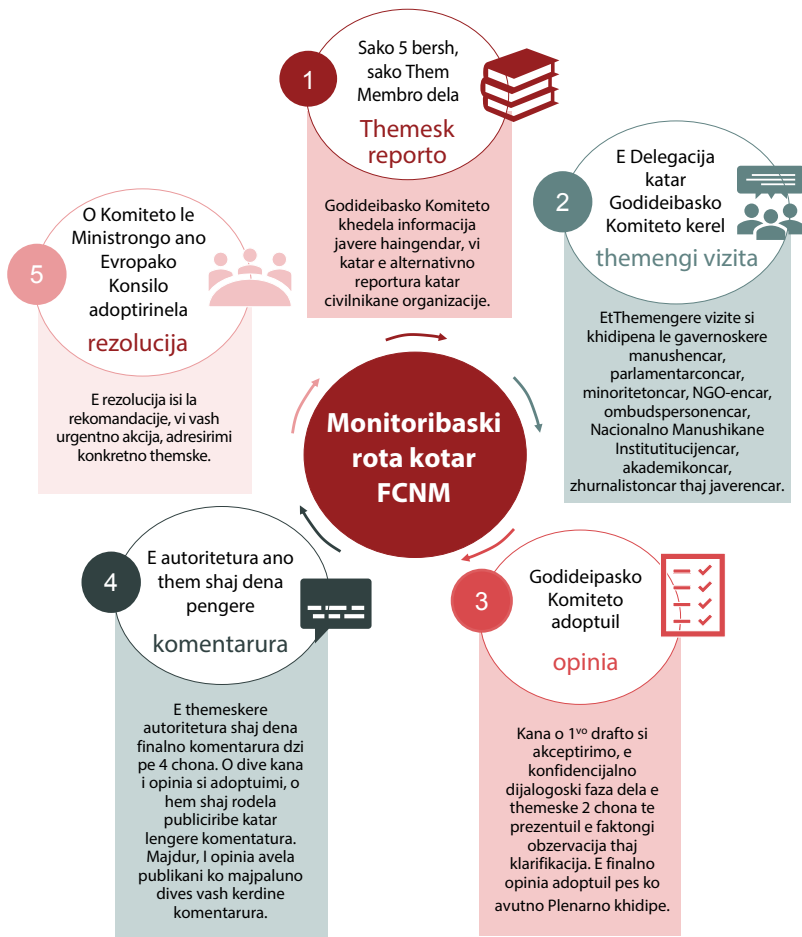 1
Sako 5 bersh,
sako Them
Membro dela
Themesk
reporto
Godideibasko Komiteto
khedela informacija
javere haingendar, vi
katar e alternativno
reportura katar
civilnikane organizacije.
2
E Delegacija
katar
Godideibasko
Komiteto kerel
themengi vizita
EtThemengere vizite si
khidipena le gavernoskere
manushencar,
parlamentarconcar,
minoritetoncar, NGO-encar,
ombudspersonencar,
Nacionalno Manushikane
Institutitucijencar,
akademikoncar,
zhurnalistoncar thaj javerencar.
3
Godideipasko
Komiteto
adoptuil
opinia
Kana o 1vo drafto si
akceptirimo, e
konfidencijalno
dijalogoski faza dela e
themeske 2 chona te
prezentuil e faktongi
obzervacija thaj
klarifikacija. E finalno
opinia adoptuil pes ko
avutno Plenarno khidipe.
4
E autoritetura ano
them shaj dena
pengere
komentarura
E themeskere
autoritetura shaj dena
finalno komentarura dzi
pe 4 chona. O dive kana
i opinia si adoptuimi, o
hem shaj rodela
publiciribe katar
lengere komentatura.
Majdur, I opinia avela
publikani ko majpaluno
dives vash kerdine
komentarura.
5
O Komiteto le
Ministrongo ano
Evropako
Konsilo
adoptirinela
rezolucija
E rezolucija isi la
rekomandacije, vi vash
urgentno akcija, adresirimi
konkretno themske.
Monitoribaski
rota kotar
FCNM